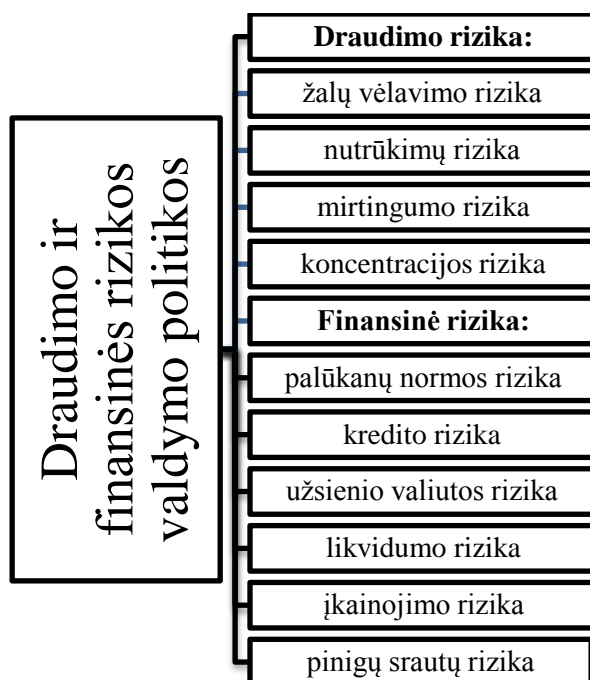 Draudimo ir
finansinės rizikos
valdymo politikos
Draudimo rizika:
žalų vėlavimo rizika
nutrūkimų rizika
mirtingumo rizika
koncentracijos rizika
Finansinė rizika:
palūkanų normos rizika
kredito rizika
užsienio valiutos rizika
likvidumo rizika
įkainojimo rizika
pinigų srautų rizika